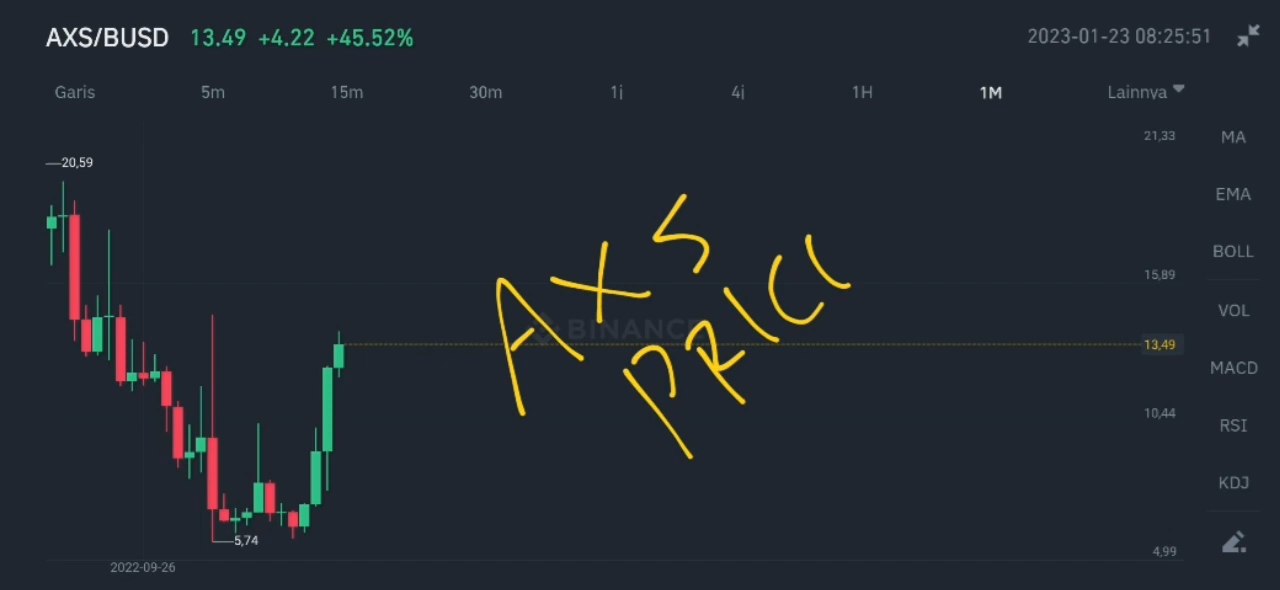 AXS/BUSD 13.49 +4.22 +45.52% 2023-01-23 08:25:51
Garis 5m 15m 30m 1j 4j 1H 1M Lainnya
21,33
MA
20,59
EMA
AXS
BOLL
15,89
VOL
BINANCE
PRICE
13,49
MACD
10,44
RSI
KDJ
5,74
4,99
2022-09-26